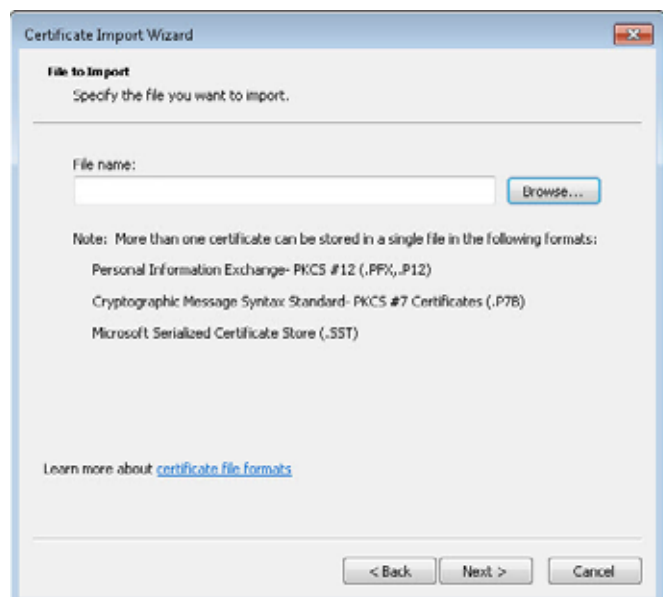 Certificate Import Wizard
File to Import
Specify the file you want to import.
File name:
Browse...
Note: More than one certificate can be stored in a single file in the following formats:
Personal Information Exchange- PKCS #12 (.PFX,.P12)
Cryptographic Message Syntax Standard- PKCS #7 Certificates (.P7B)
Microsoft Serialized Certificate Store (.SST)
Learn more about certificate file formats
< Back Next > Cancel